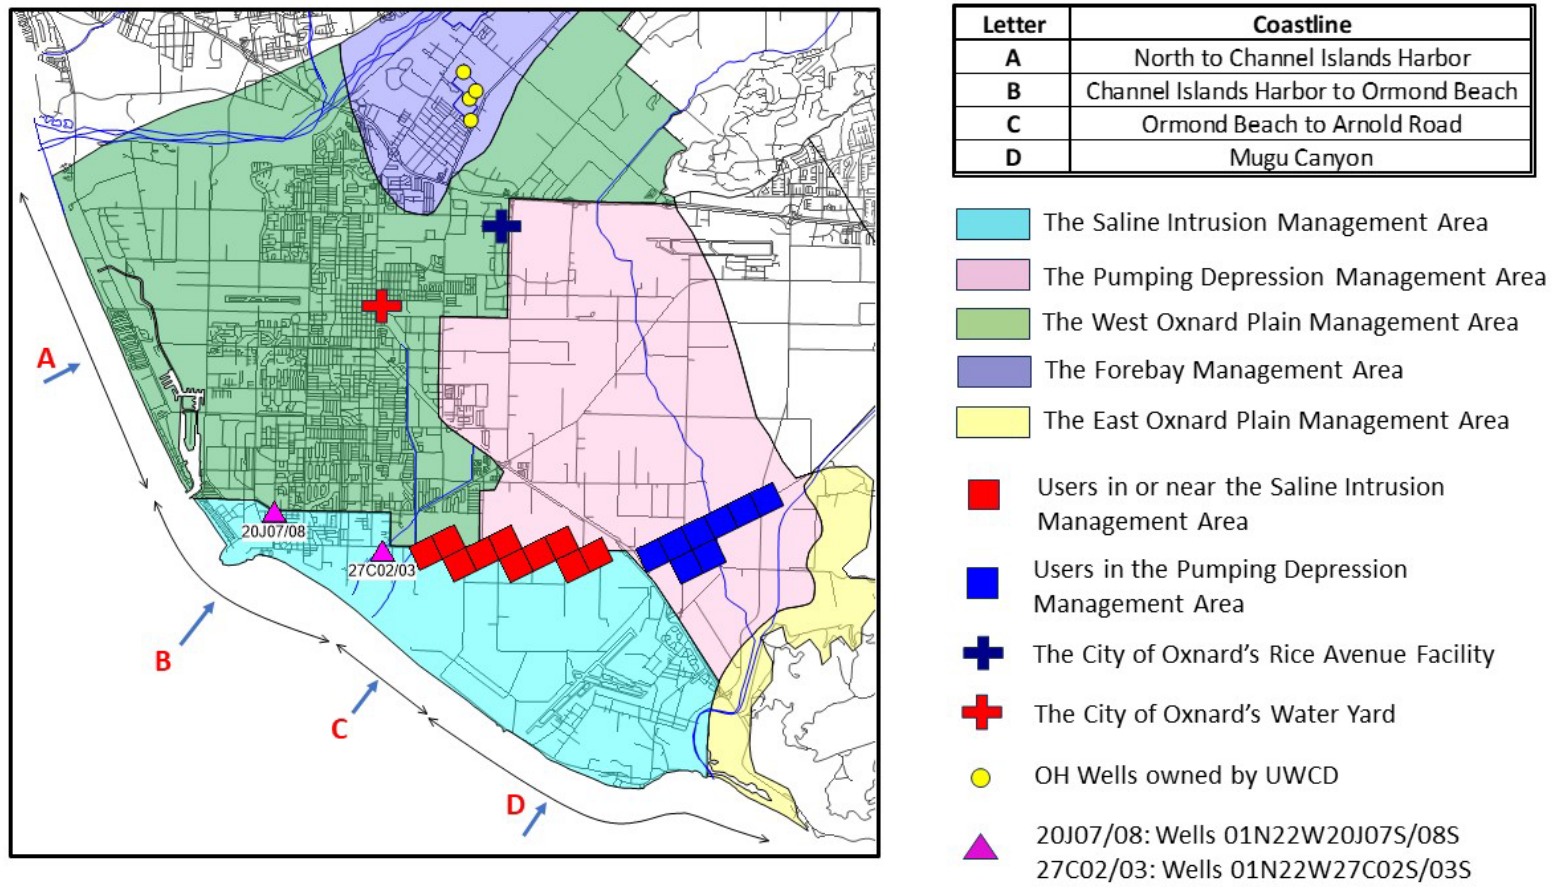 Letter Coastline
A North to Channel Islands Harbor
B Channel Islands Harbor to Ormond Beach
C Ormond Beach to Arnold Road
D Mugu Canyon
A
20J07/08
27C02/03
B
C
D
The Saline Intrusion Management Area
The Pumping Depression Management Area
The West Oxnard Plain Management Area
The Forebay Management Area
The East Oxnard Plain Management Area
Users in or near the Saline Intrusion
Management Area
Users in the Pumping Depression
Management Area
The City of Oxnard’s Rice Avenue Facility
The City of Oxnard’s Water Yard
OH Wells owned by UWCD
20J07/08: Wells 01N22W20J07S/08S
27C02/03: Wells 01N22W27C02S/03S